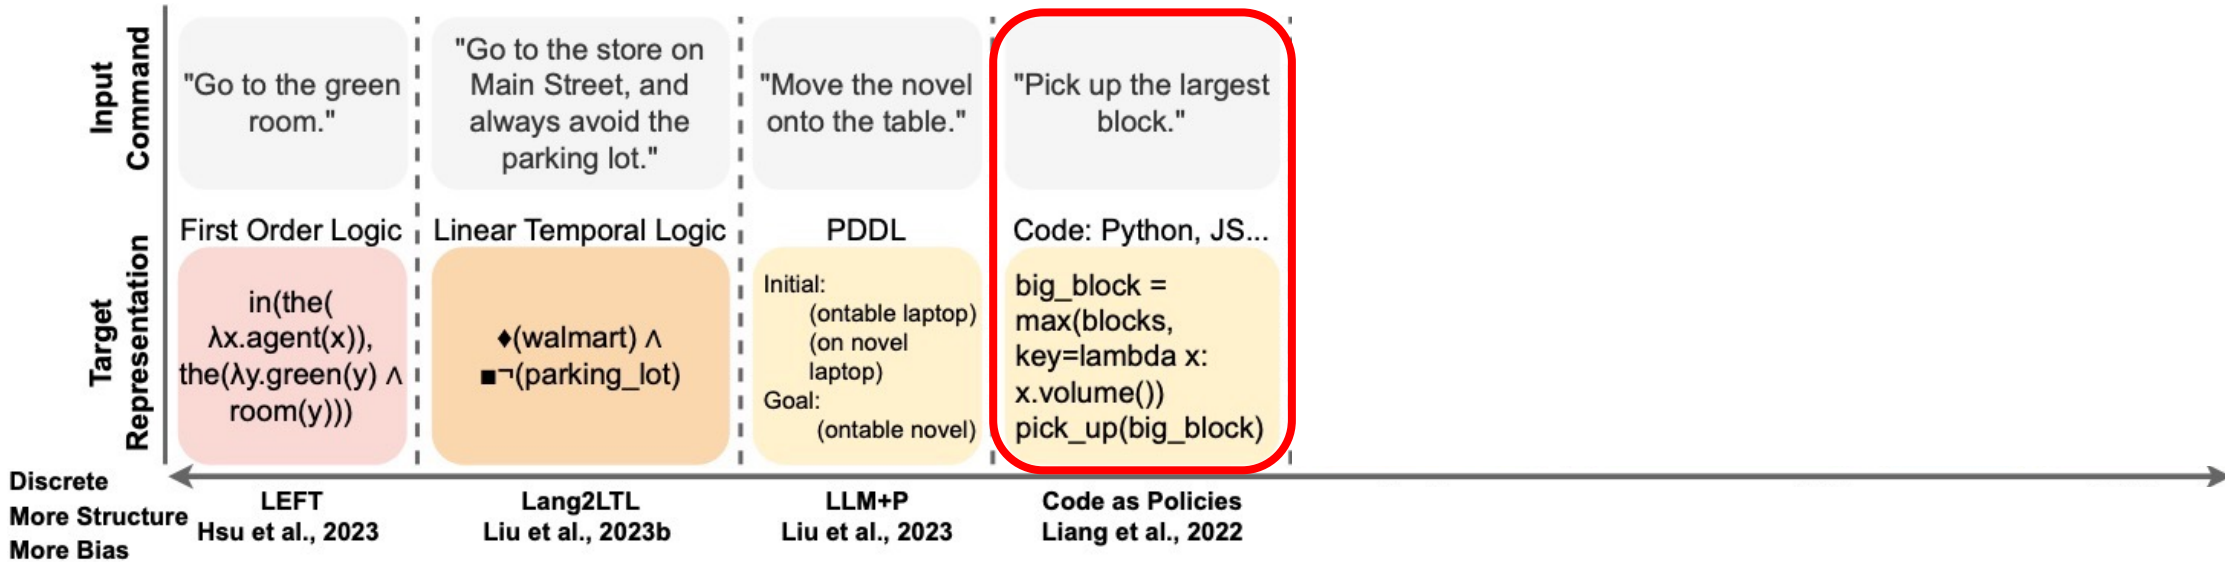 Input
Command
"Go to the green
room."
"Go to the store on
Main Street, and
always avoid the
parking lot."
"Move the novel
onto the table."
"Pick up the largest
block."
Target
Representation
First Order Logic
in(the(
λx.agent(x)),
the(λy.green(y) ∧
room(y)))
Linear Temporal Logic
♦(walmart) ∧
■¬(parking_lot)
PDDL
Initial:
(ontable laptop)
(on novel
laptop)
Goal:
(ontable novel)
Code: Python, JS...
big_block =
max(blocks,
key=lambda x:
x.volume())
pick_up(big_block)
Discrete
More Structure
More Bias
LEFT
Hsu et al., 2023
Lang2LTL
Liu et al., 2023b
LLM+P
Liu et al., 2023
Code as Policies
Liang et al., 2022